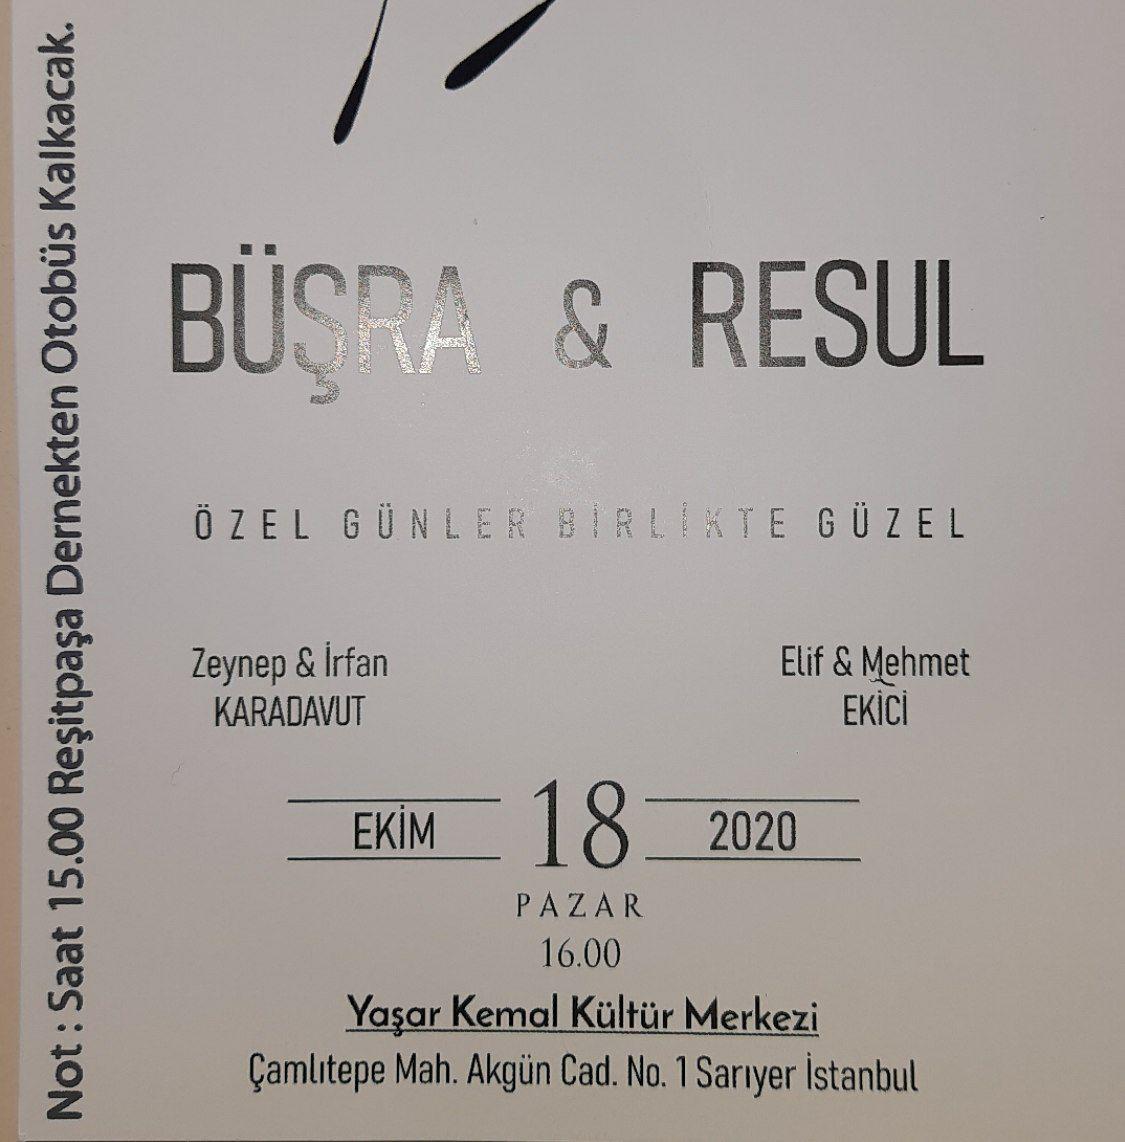 BÜŞRA & RESUL
ÖZEL GÜNLER BİRLİKTE GÜZEL
Zeynep & İrfan
KARADAVUT
Elif & Mehmet
EKİCİ
EKİM 18 2020
PAZAR
16.00
Yaşar Kemal Kültür Merkezi
Çamlıtepe Mah. Akgün Cad. No. 1 Sarıyer İstanbul
Not : Saat 15.00 Reşitpaşa Dernekten Otobüs Kalkacak.